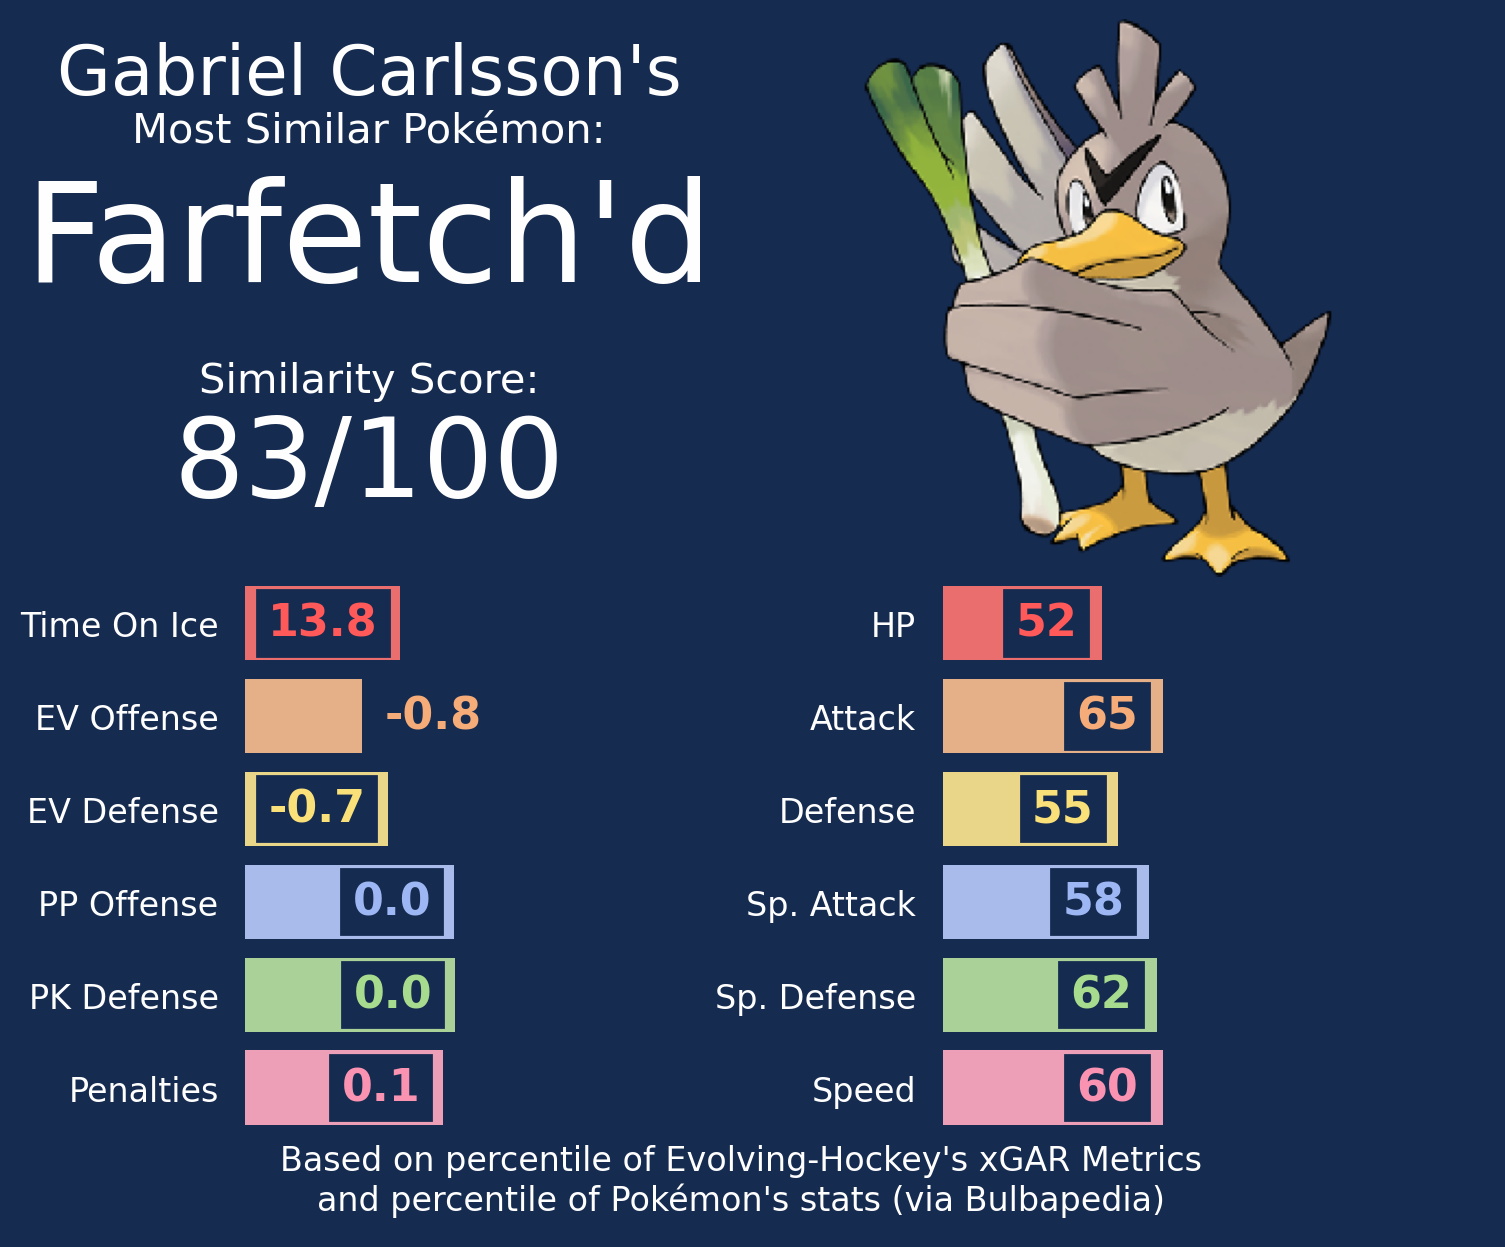 Gabriel Carlsson's
Most Similar Pokémon:
Farfetch'd
Similarity Score:
83/100
Time On Ice 13.8
EV Offense -0.8
EV Defense -0.7
PP Offense 0.0
PK Defense 0.0
Penalties 0.1
HP 52
Attack 65
Defense 55
Sp. Attack 58
Sp. Defense 62
Speed 60
Based on percentile of Evolving-Hockey's xGAR Metrics
and percentile of Pokémon's stats (via Bulbapedia)